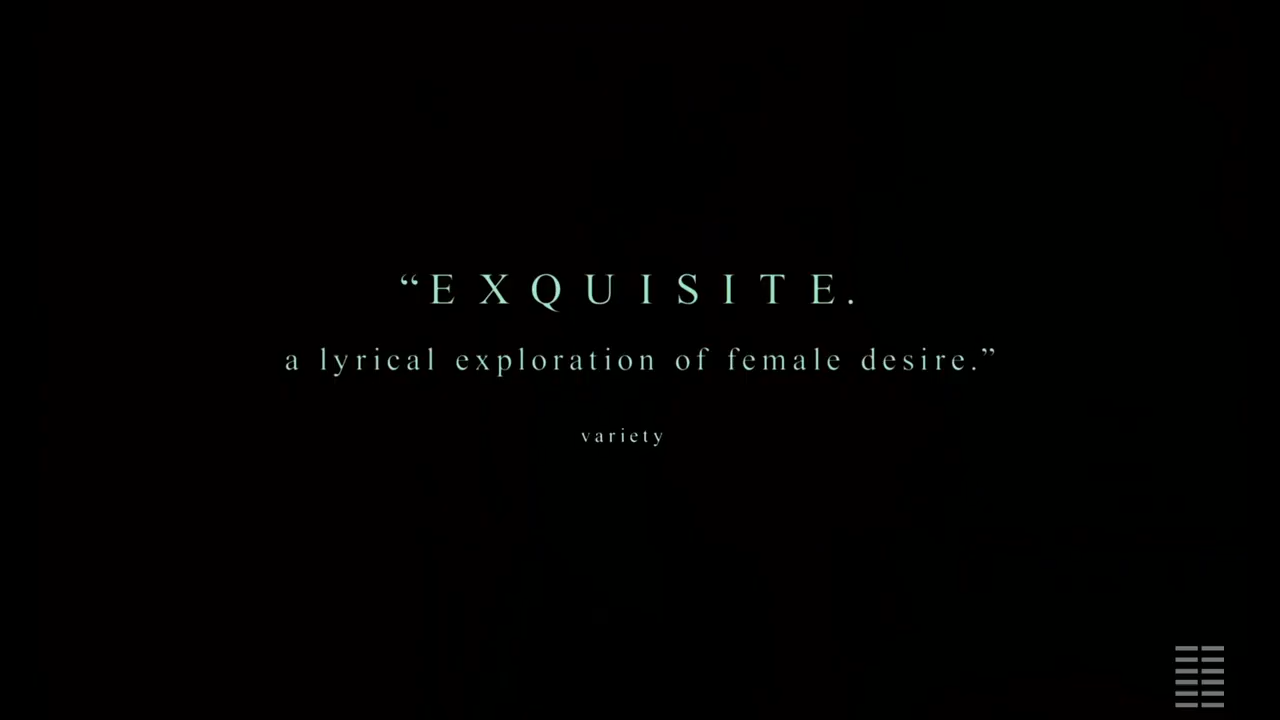 “EXQUISITE.
a lyrical exploration of female desire.”
variety